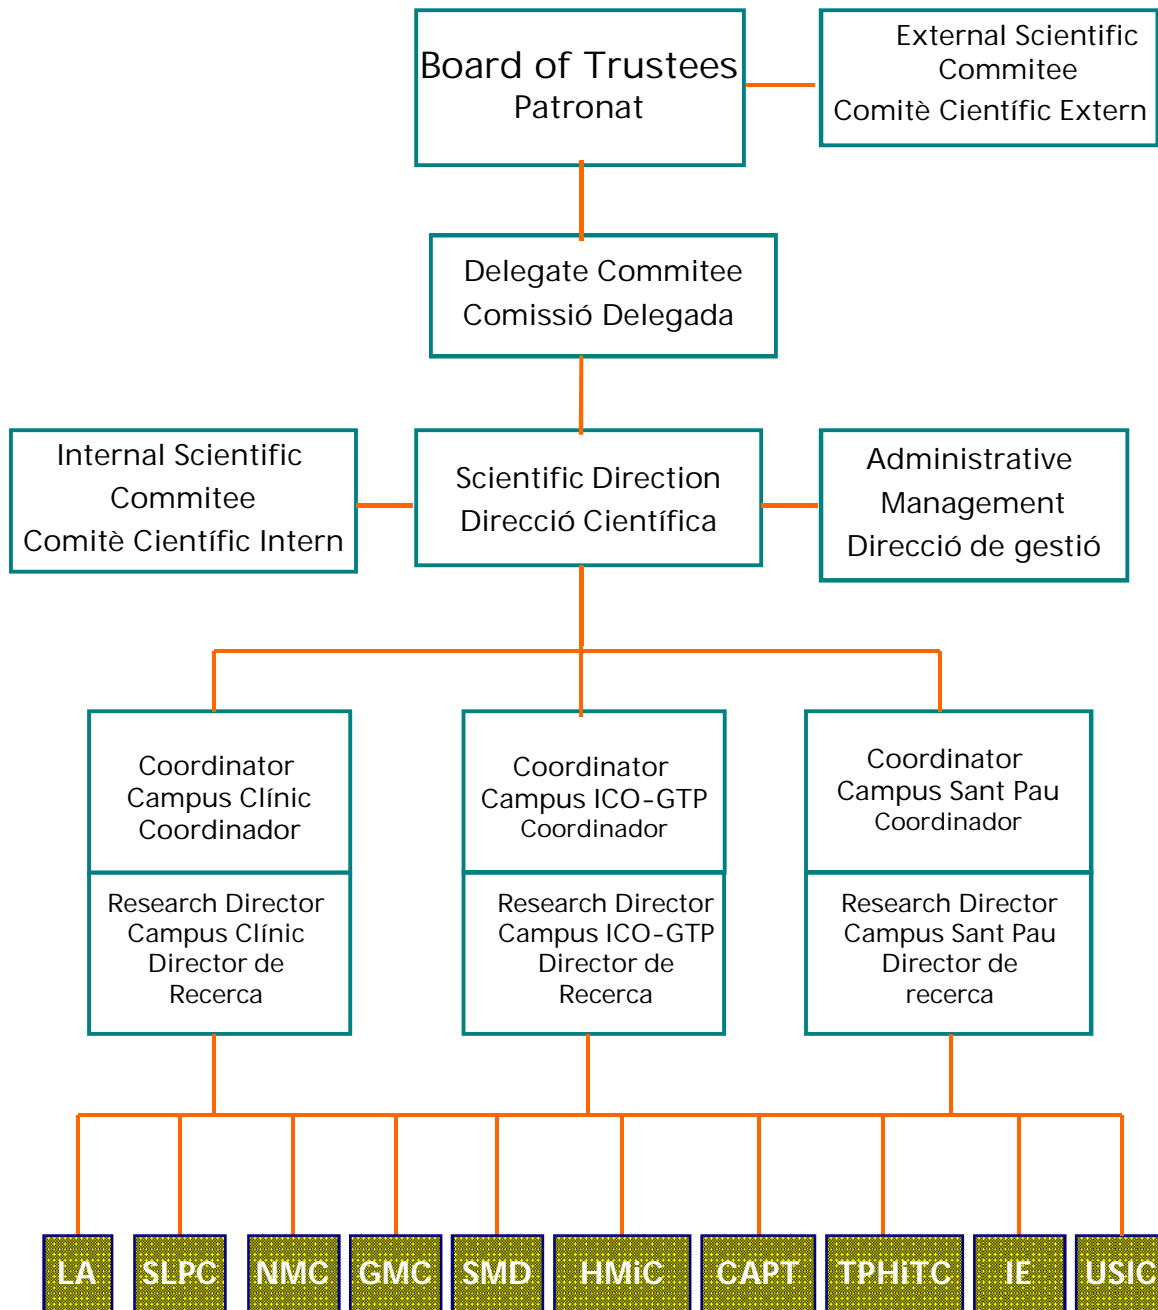 Board of Trustees
Patronat
External Scientific
Commitee
Comitè Científic Extern
Delegate Commitee
Comissió Delegada
Internal Scientific
Commitee
Comitè Científic Intern
Scientific Direction
Direcció Científica
Administrative
Management
Direcció de gestió
Coordinator
Campus Clínic
Coordinador
Coordinator
Campus ICO-GTP
Coordinador
Coordinator
Campus Sant Pau
Coordinador
Research Director
Campus Clínic
Director de
Recerca
Research Director
Campus ICO-GTP
Director de
Recerca
Research Director
Campus Sant Pau
Director de
recerca
LA
SLPC
NMC
GMC
SMD
HMiC
CAPT
TPHiTC
IE
USIC